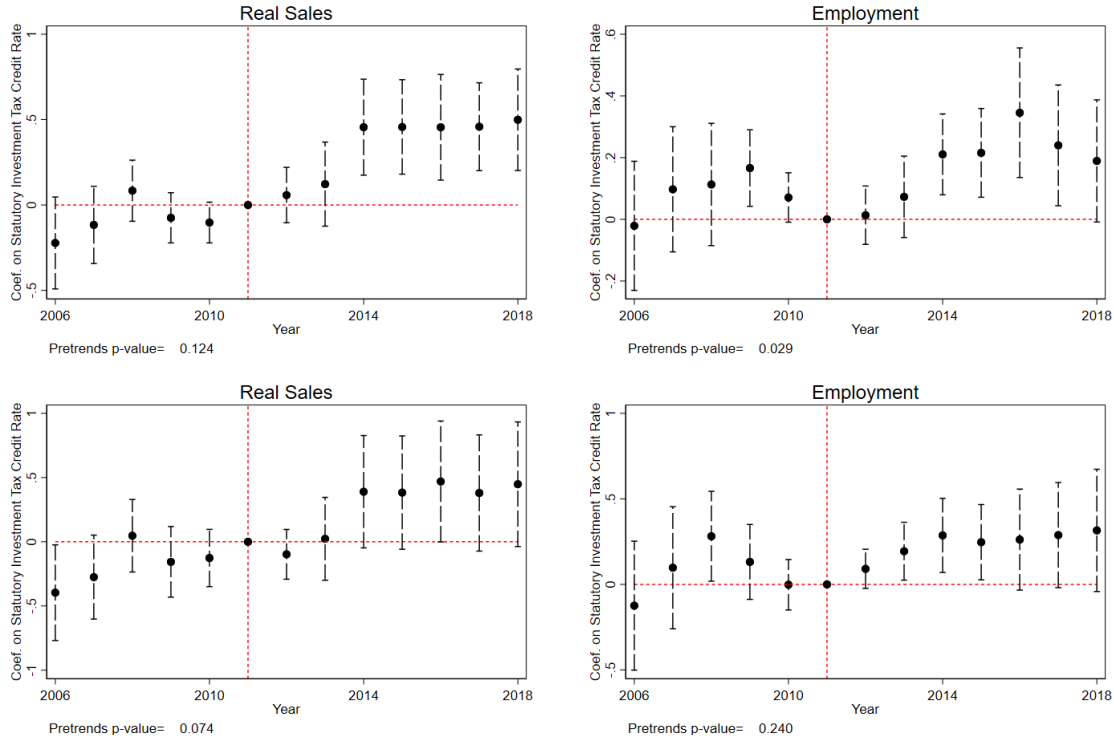 Real Sales
Coef. on Statutory Investment Tax Credit Rate
1
.5
0
-.5
2006 2010 2014 2018
Year
Pretrends p-value= 0.124
Employment
Coef. on Statutory Investment Tax Credit Rate
.6
.4
.2
0
-.2
2006 2010 2014 2018
Year
Pretrends p-value= 0.029
Real Sales
Coef. on Statutory Investment Tax Credit Rate
1
.5
0
-.5
-1
2006 2010 2014 2018
Year
Pretrends p-value= 0.074
Employment
Coef. on Statutory Investment Tax Credit Rate
1
.5
0
-.5
2006 2010 2014 2018
Year
Pretrends p-value= 0.240